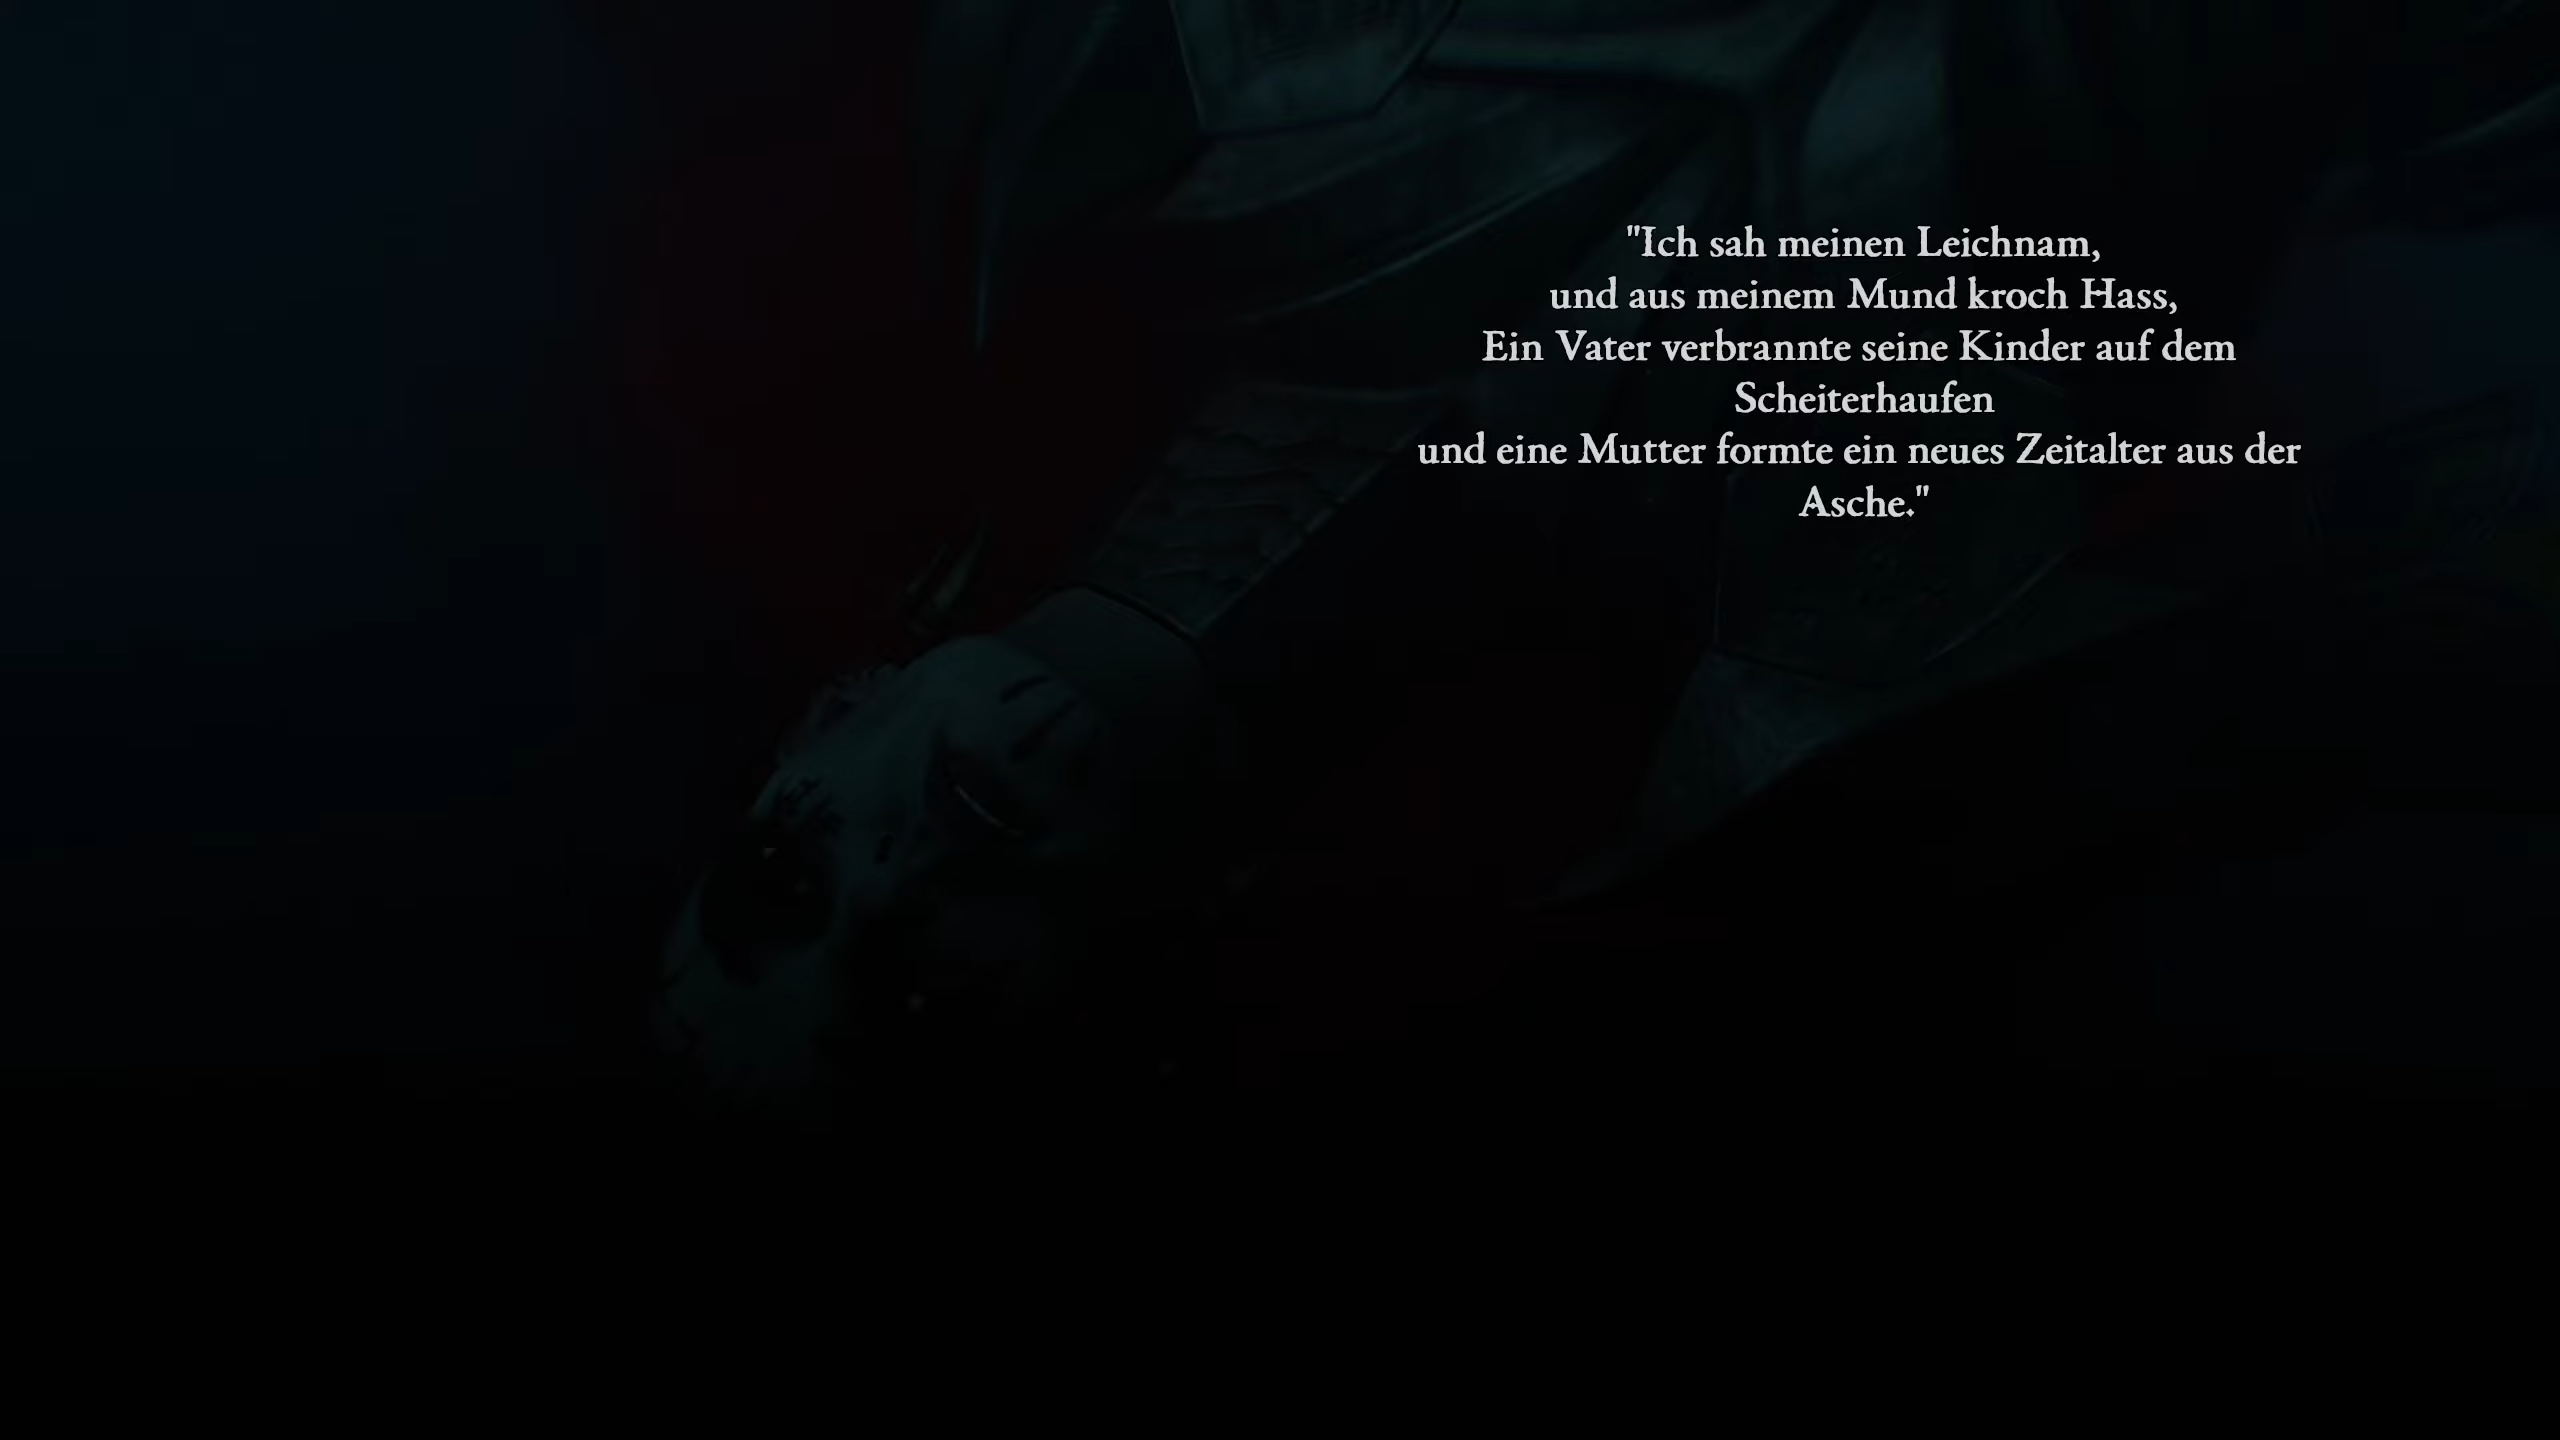 "Ich sah meinen Leichnam,
und aus meinem Mund kroch Hass,
Ein Vater verbrannte seine Kinder auf dem
Scheiterhaufen
und eine Mutter formte ein neues Zeitalter aus der
Asche."